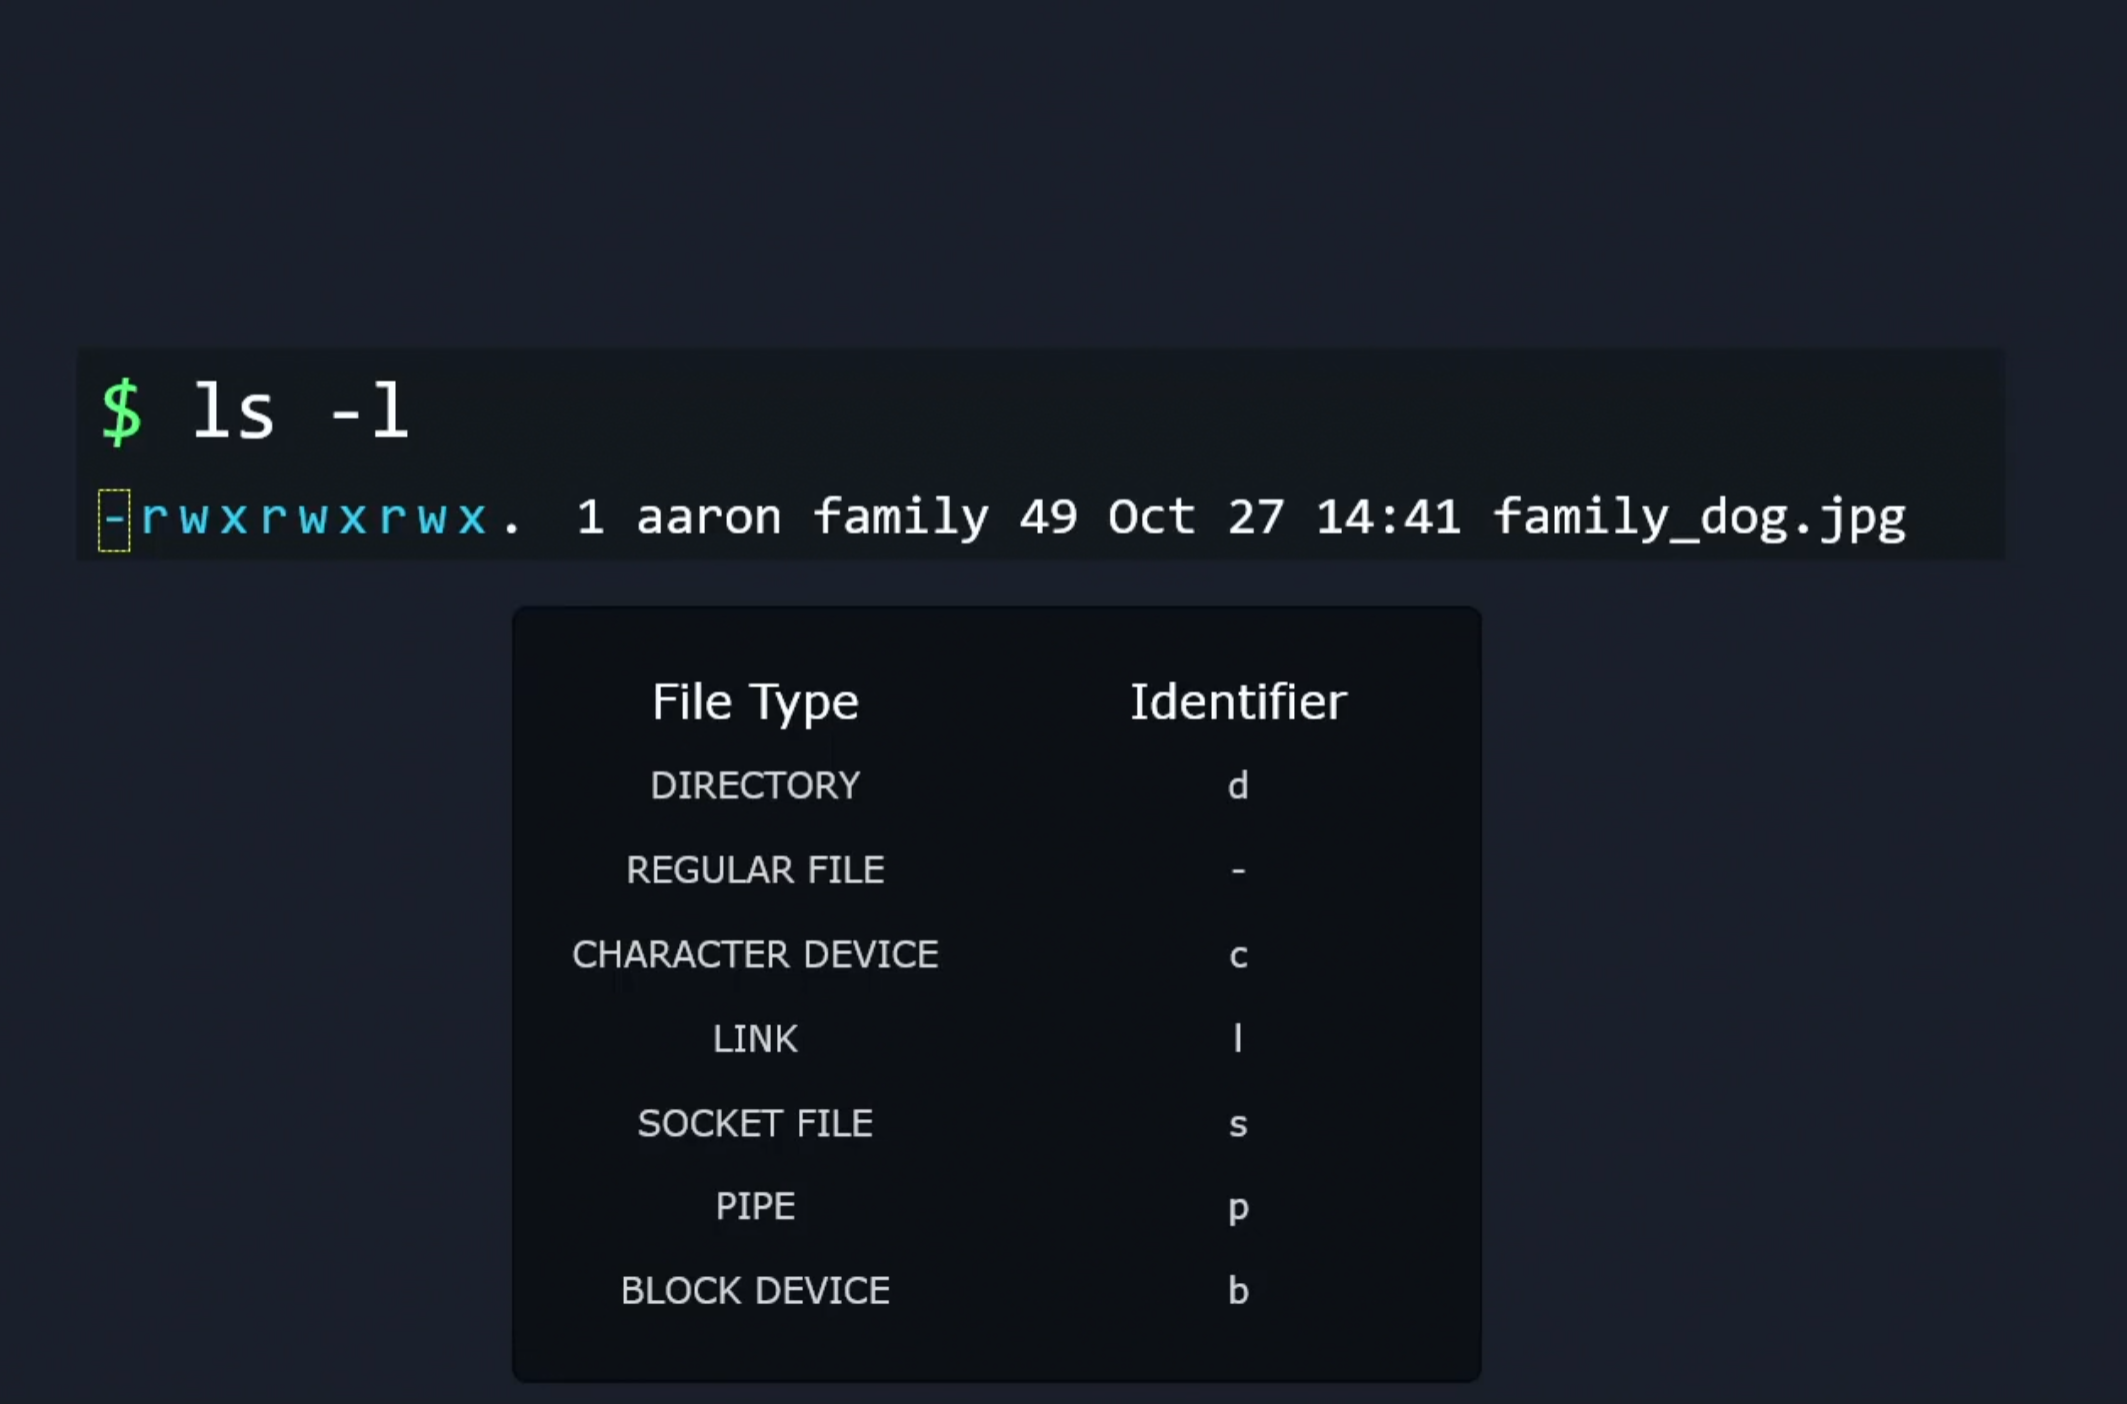 $ ls -l
-rwxrwxrwx. 1 aaron family 49 Oct 27 14:41 family_dog.jpg
File Type Identifier
DIRECTORY d
REGULAR FILE -
CHARACTER DEVICE c
LINK l
SOCKET FILE s
PIPE p
BLOCK DEVICE b